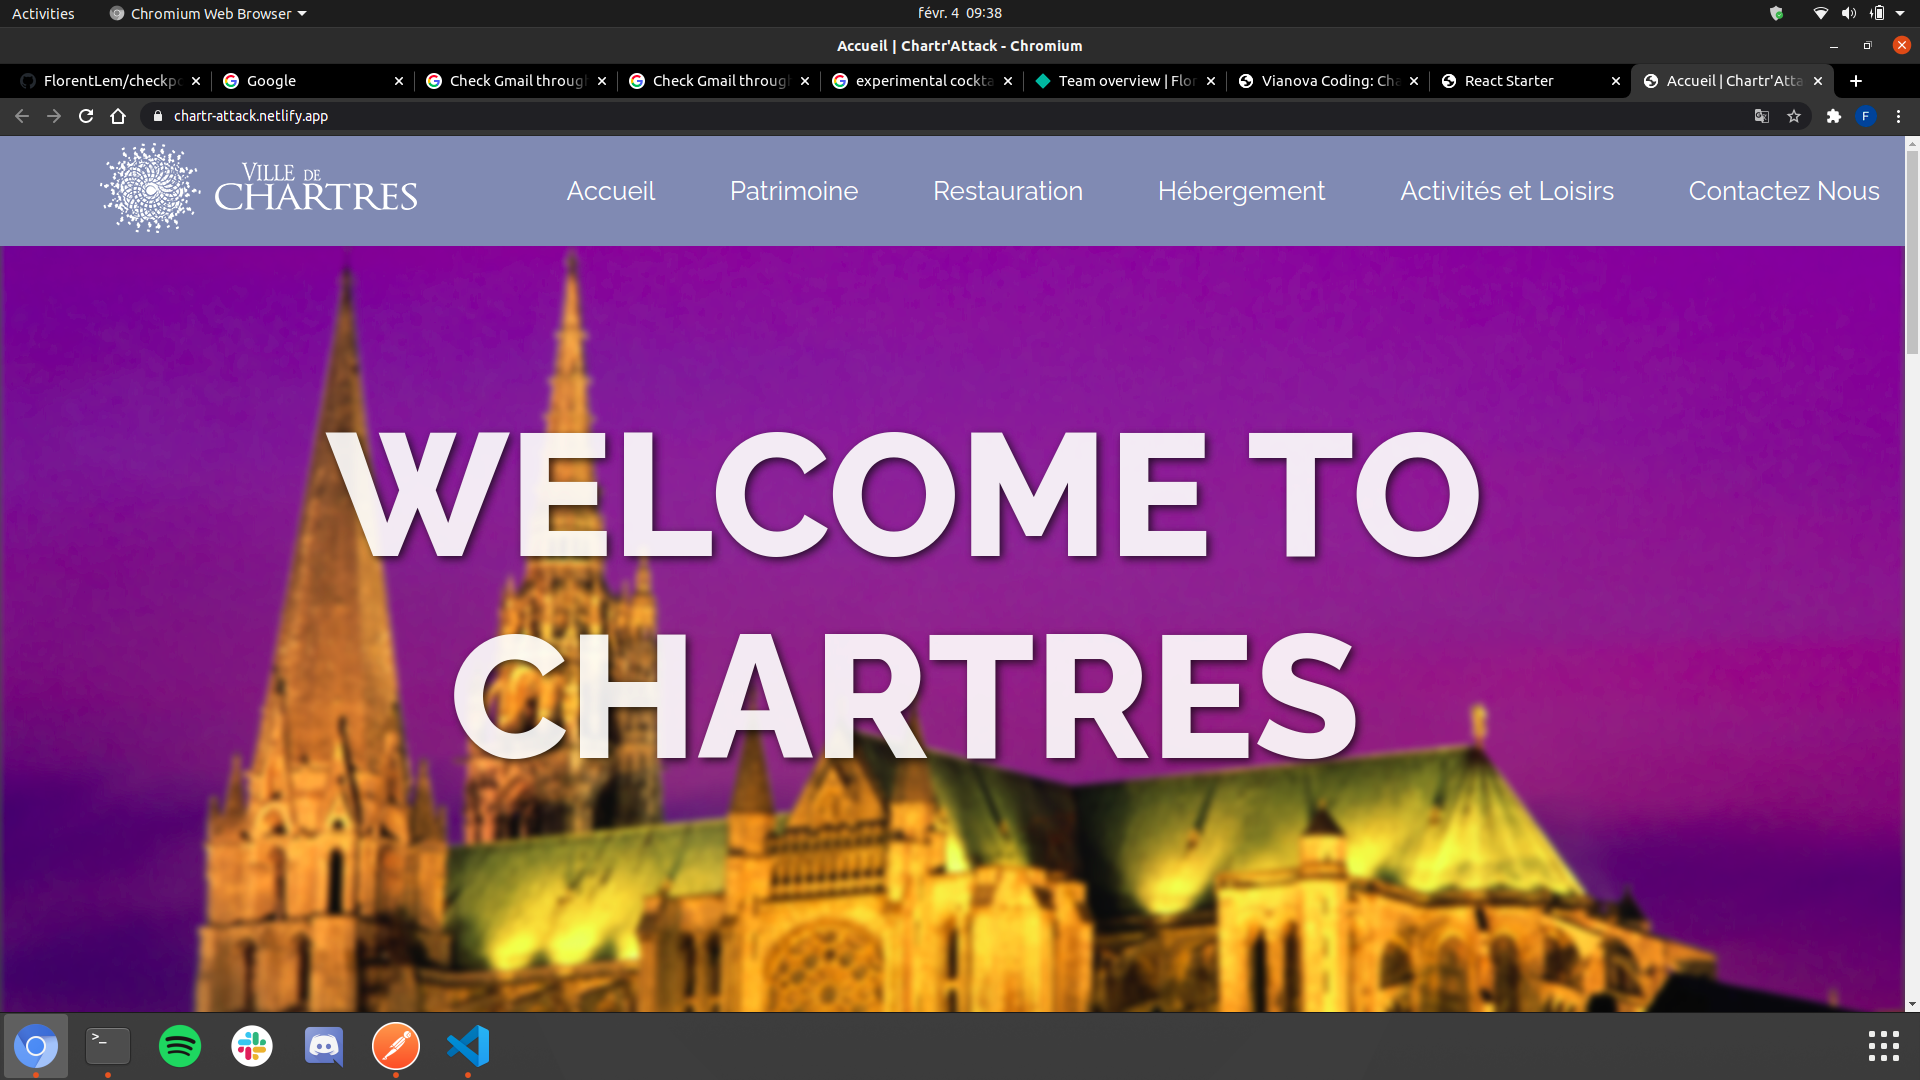 Activities
Chromium Web Browser
févr. 4 09:38
Accueil | Chartr'Attack - Chromium
FlorentLem/checkp
Google
Check Gmail throug
Check Gmail throug
experimental cockta
Team overview | Flo
Vianova Coding: Cha
React Starter
Accueil | Chartr'Atta
chartr-attack.netlify.app
F
VILLE DE
CHARTRES
Accueil
Patrimoine
Restauration
Hébergement
Activités et Loisirs
Contactez Nous
WELCOME TO
CHARTRES
>_